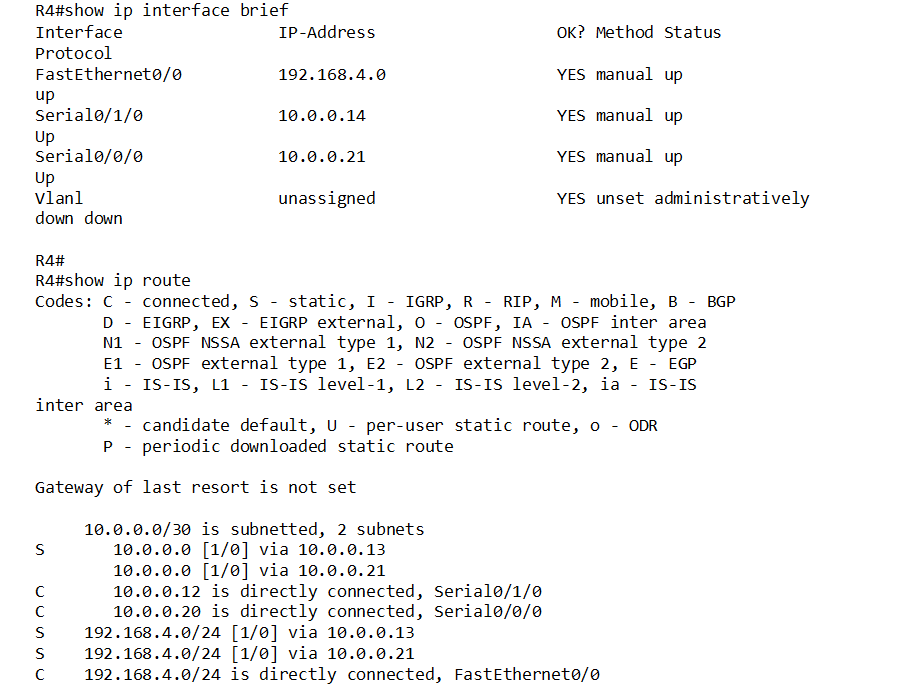 R4#show ip interface brief
Interface IP-Address OK? Method Status
Protocol
FastEthernet0/0 192.168.4.0 YES manual up
up
Serial0/1/0 10.0.0.14 YES manual up
Up
Serial0/0/0 10.0.0.21 YES manual up
Up
Vlanl unassigned YES unset administratively
down down
R4#
R4#show ip route
Codes: C - connected, S - static, I - IGRP, R - RIP, M - mobile, B - BGP
D - EIGRP, EX - EIGRP external, O - OSPF, IA - OSPF inter area
N1 - OSPF NSSA external type 1, N2 - OSPF NSSA external type 2
E1 - OSPF external type 1, E2 - OSPF external type 2, E - EGP
i - IS-IS, L1 - IS-IS level-1, L2 - IS-IS level-2, ia - IS-IS
inter area
* - candidate default, U - per-user static route, o - ODR
P - periodic downloaded static route
Gateway of last resort is not set
10.0.0.0/30 is subnetted, 2 subnets
S 10.0.0.0 [1/0] via 10.0.0.13
10.0.0.0 [1/0] via 10.0.0.21
C 10.0.0.12 is directly connected, Serial0/1/0
C 10.0.0.20 is directly connected, Serial0/0/0
S 192.168.4.0/24 [1/0] via 10.0.0.13
S 192.168.4.0/24 [1/0] via 10.0.0.21
C 192.168.4.0/24 is directly connected, FastEthernet0/0